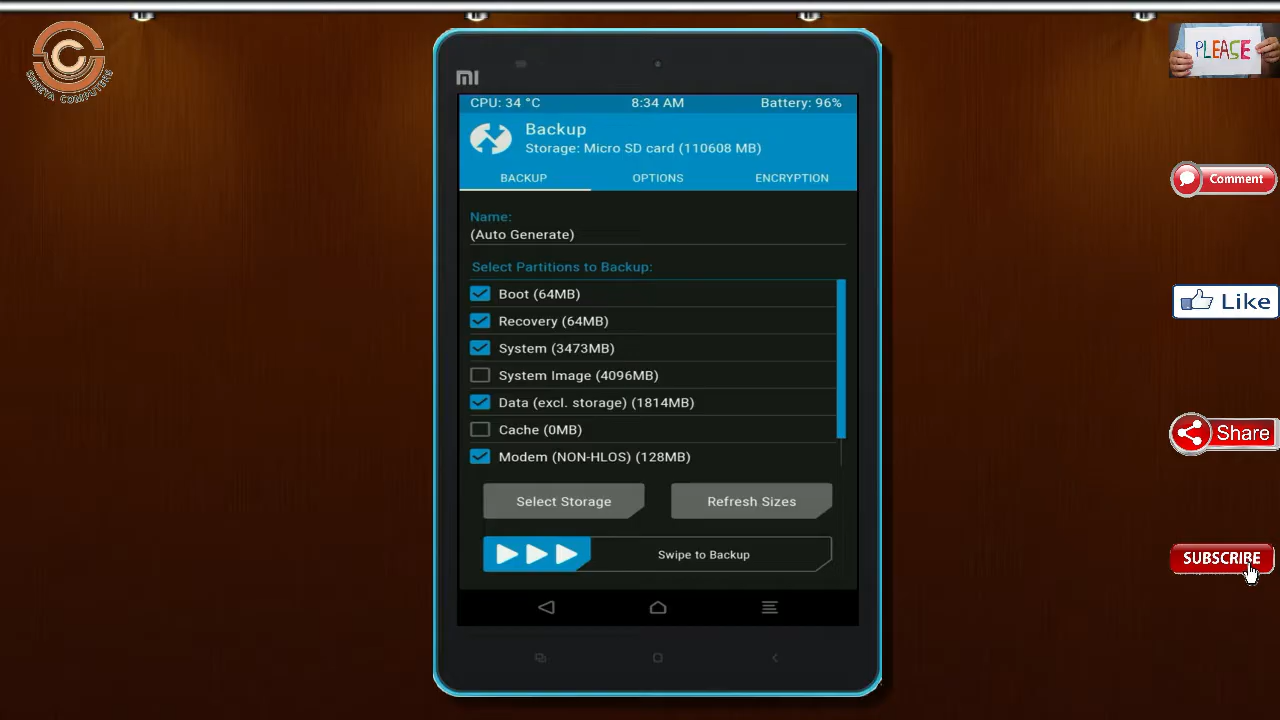 C
SHREYA COMPUTERS
PLEASE
mi
CPU: 34 °C
8:34 AM
Battery: 96%
Backup
Storage: Micro SD card (110608 MB)
BACKUP
OPTIONS
ENCRYPTION
Name:
(Auto Generate)
Select Partitions to Backup:
Boot (64MB)
Recovery (64MB)
System (3473MB)
System Image (4096MB)
Data (excl. storage) (1814MB)
Cache (0MB)
Modem (NON-HLOS) (128MB)
Select Storage
Refresh Sizes
Swipe to Backup
Comment
Like
Share
SUBSCRIBE